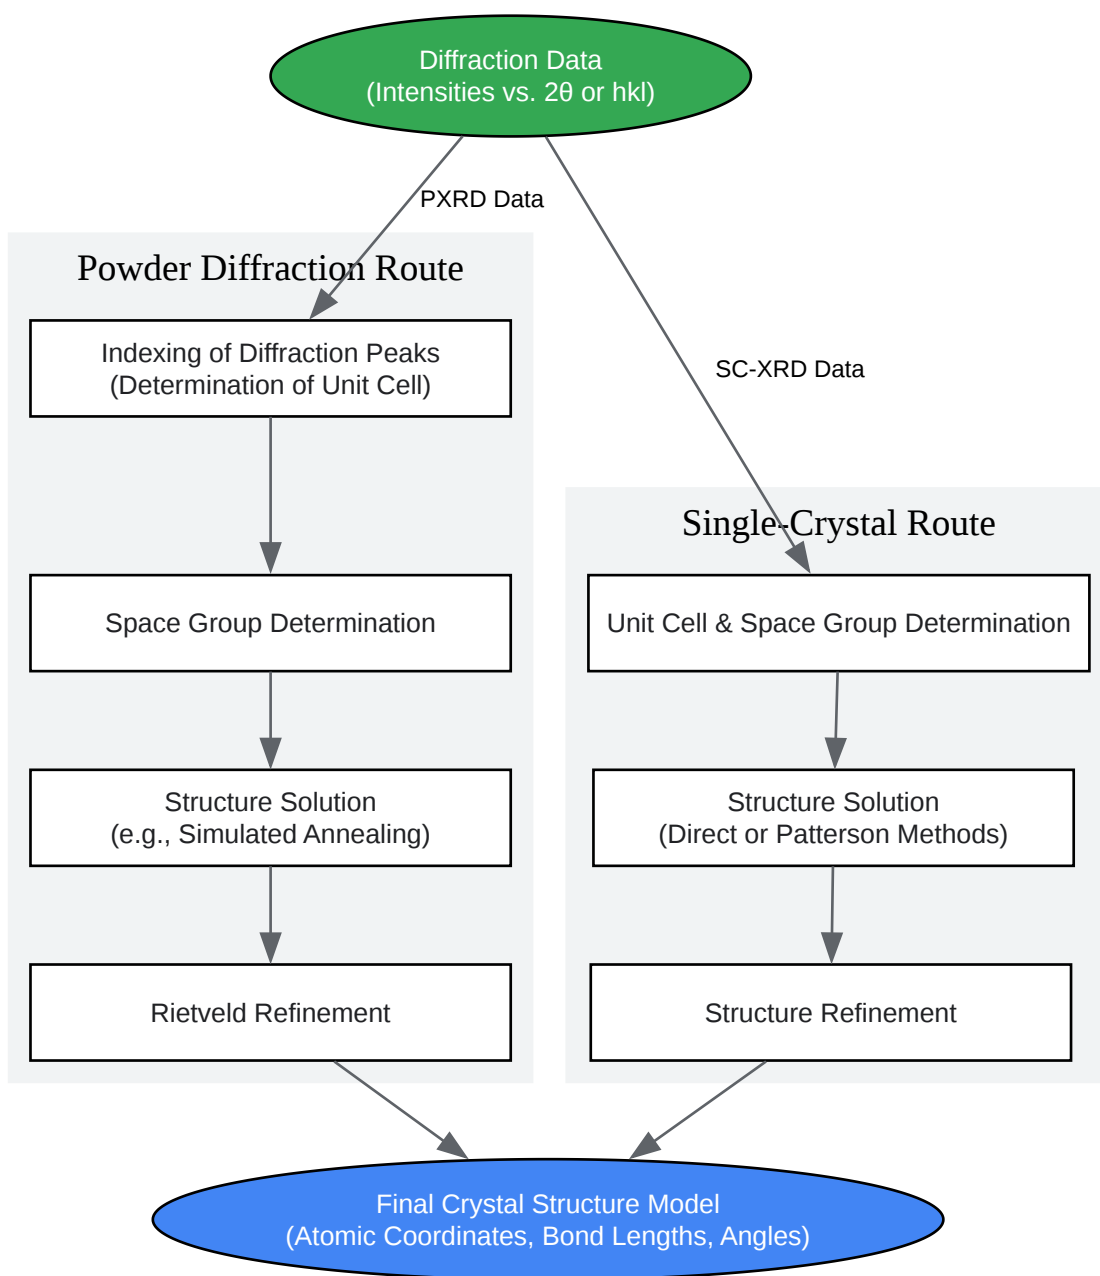 Diffraction Data
(Intensities vs. 2θ or hkl)
PXRD Data
Powder Diffraction Route
Indexing of Diffraction Peaks
(Determination of Unit Cell)
Space Group Determination
Structure Solution
(e.g., Simulated Annealing)
Rietveld Refinement
SC-XRD Data
Single-Crystal Route
Unit Cell & Space Group Determination
Structure Solution
(Direct or Patterson Methods)
Structure Refinement
Final Crystal Structure Model
(Atomic Coordinates, Bond Lengths, Angles)